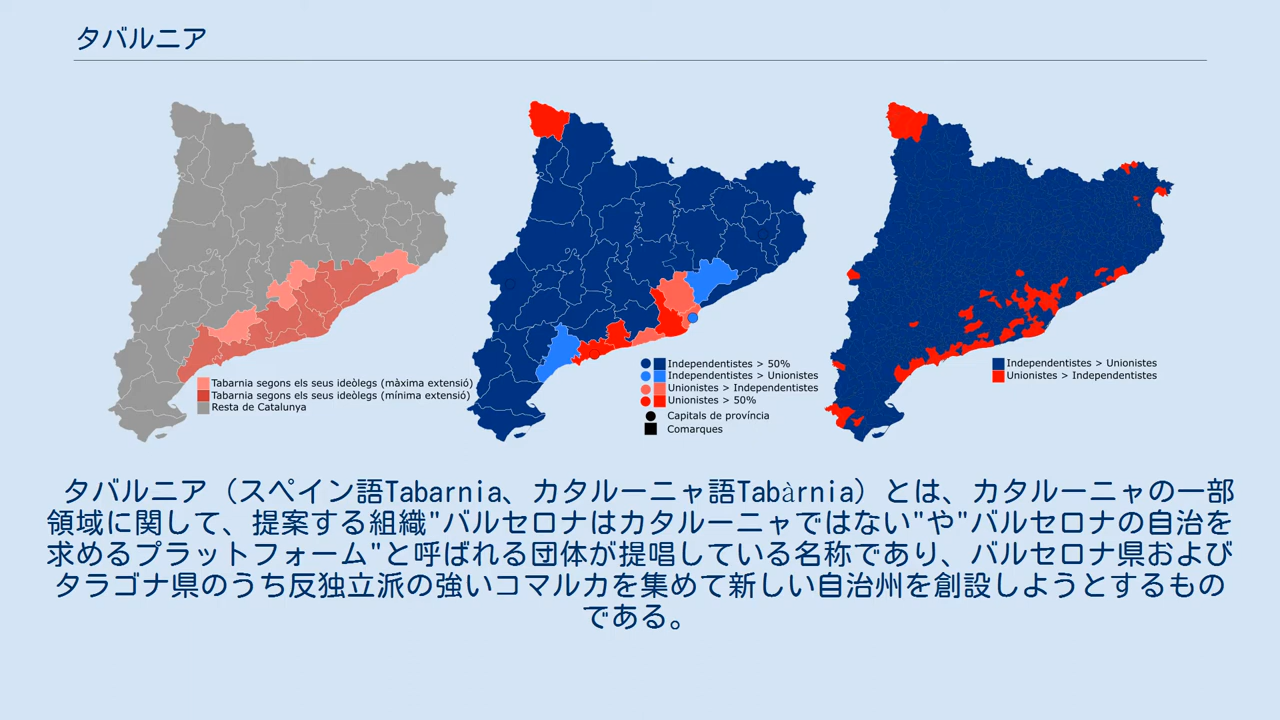 タバルニア
Tabarnia segons els seus ideòlegs (màxima extensió)
Tabarnia segons els seus ideòlegs (mínima extensió)
Resta de Catalunya
Independentistes > 50%
Independentistes > Unionistes
Unionistes > Independentistes
Unionistes > 50%
Capitals de província
Comarques
Independentistes > Unionistes
Unionistes > Independentistes
タバルニア（スペイン語Tabarnia、カタルーニャ語Tabàrnia）とは、カタルーニャの一部
領域に関して、提案する組織"バルセロナはカタルーニャではない"や"バルセロナの自治を
求めるプラットフォーム"と呼ばれる団体が提唱している名称であり、バルセロナ県および
タラゴナ県のうち反独立派の強いコマルカを集めて新しい自治州を創設しようとするもの
である。